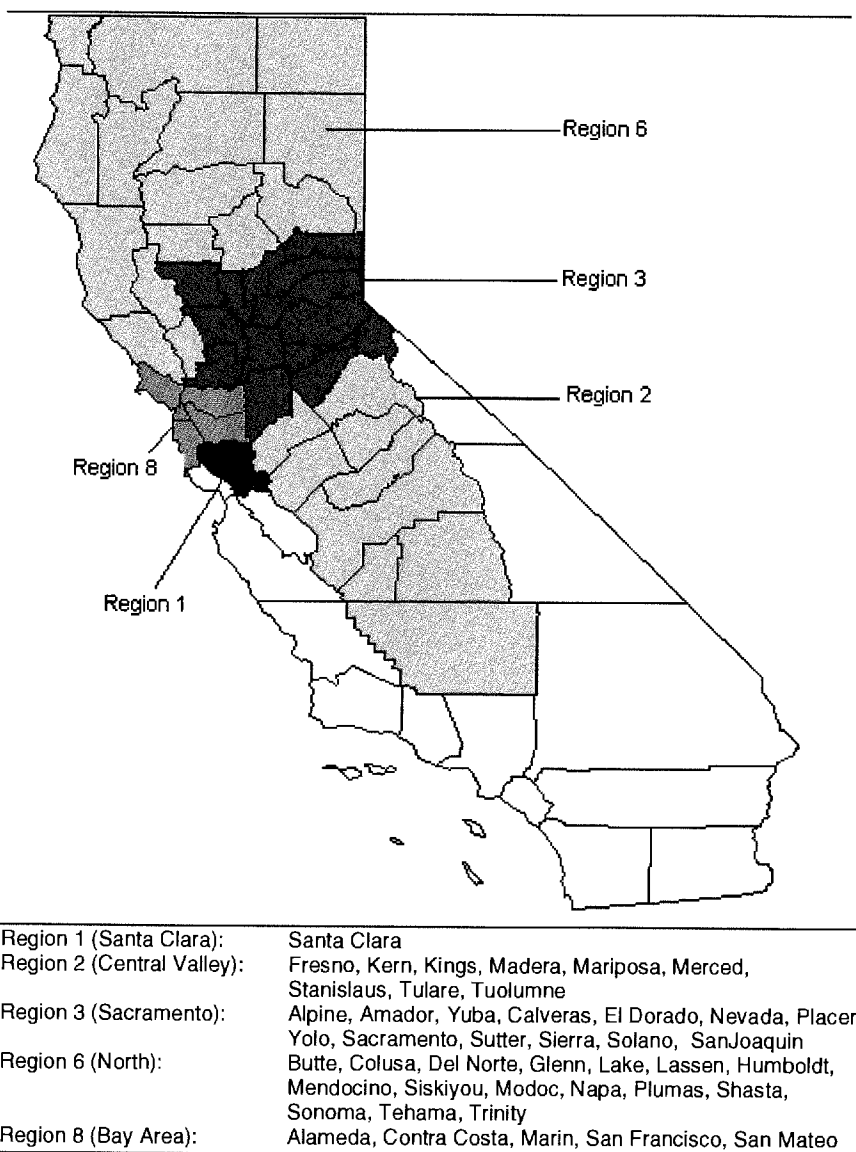 Region 6
Region 3
Region 2
Region 8
Region 1
Region 1 (Santa Clara): Santa Clara
Region 2 (Central Valley): Fresno, Kern, Kings, Madera, Mariposa, Merced,
Stanislaus, Tulare, Tuolumne
Region 3 (Sacramento): Alpine, Amador, Yuba, Calveras, El Dorado, Nevada, Placer
Yolo, Sacramento, Sutter, Sierra, Solano, SanJoaquin
Region 6 (North): Butte, Colusa, Del Norte, Glenn, Lake, Lassen, Humboldt,
Mendocino, Siskiyou, Modoc, Napa, Plumas, Shasta,
Sonoma, Tehama, Trinity
Region 8 (Bay Area): Alameda, Contra Costa, Marin, San Francisco, San Mateo